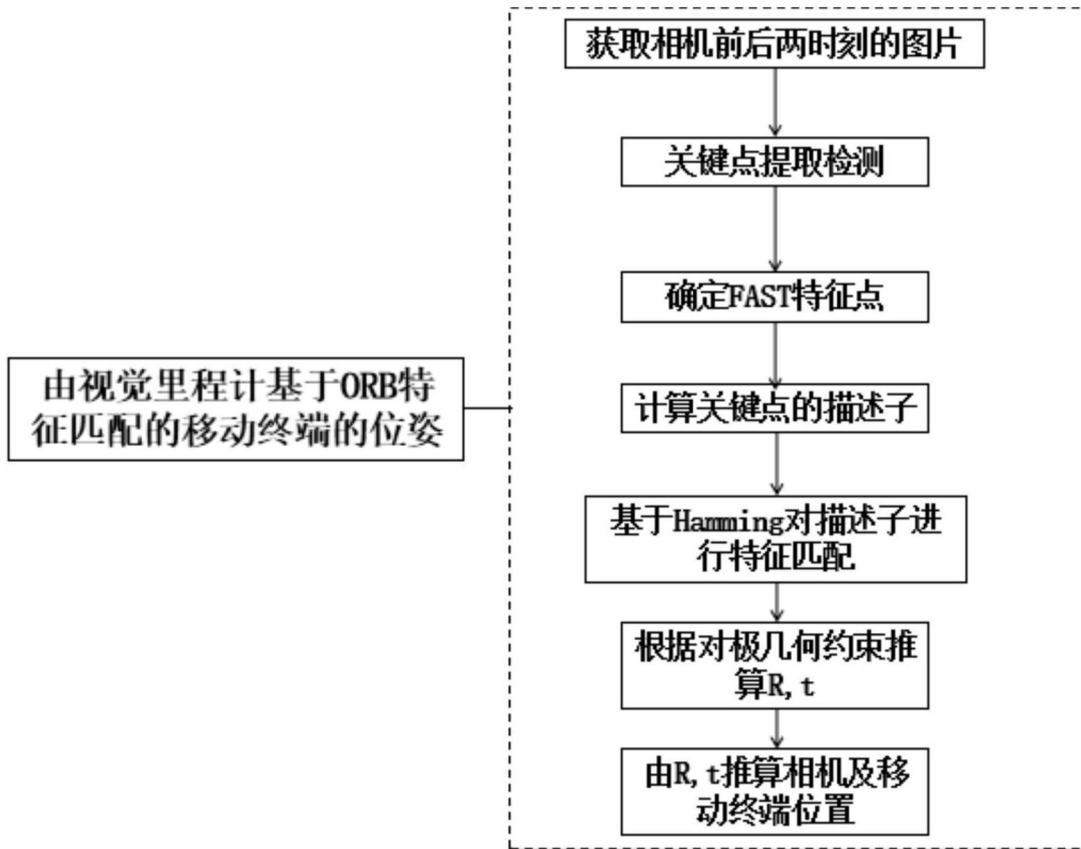 由视觉里程计基于ORB特
征匹配的移动终端的位姿
获取相机前后两时刻的图片
关键点提取检测
确定FAST特征点
计算关键点的描述子
基于Hamming对描述子进
行特征匹配
根据对极几何约束推
算R,t
由R,t推算相机及移
动终端位置